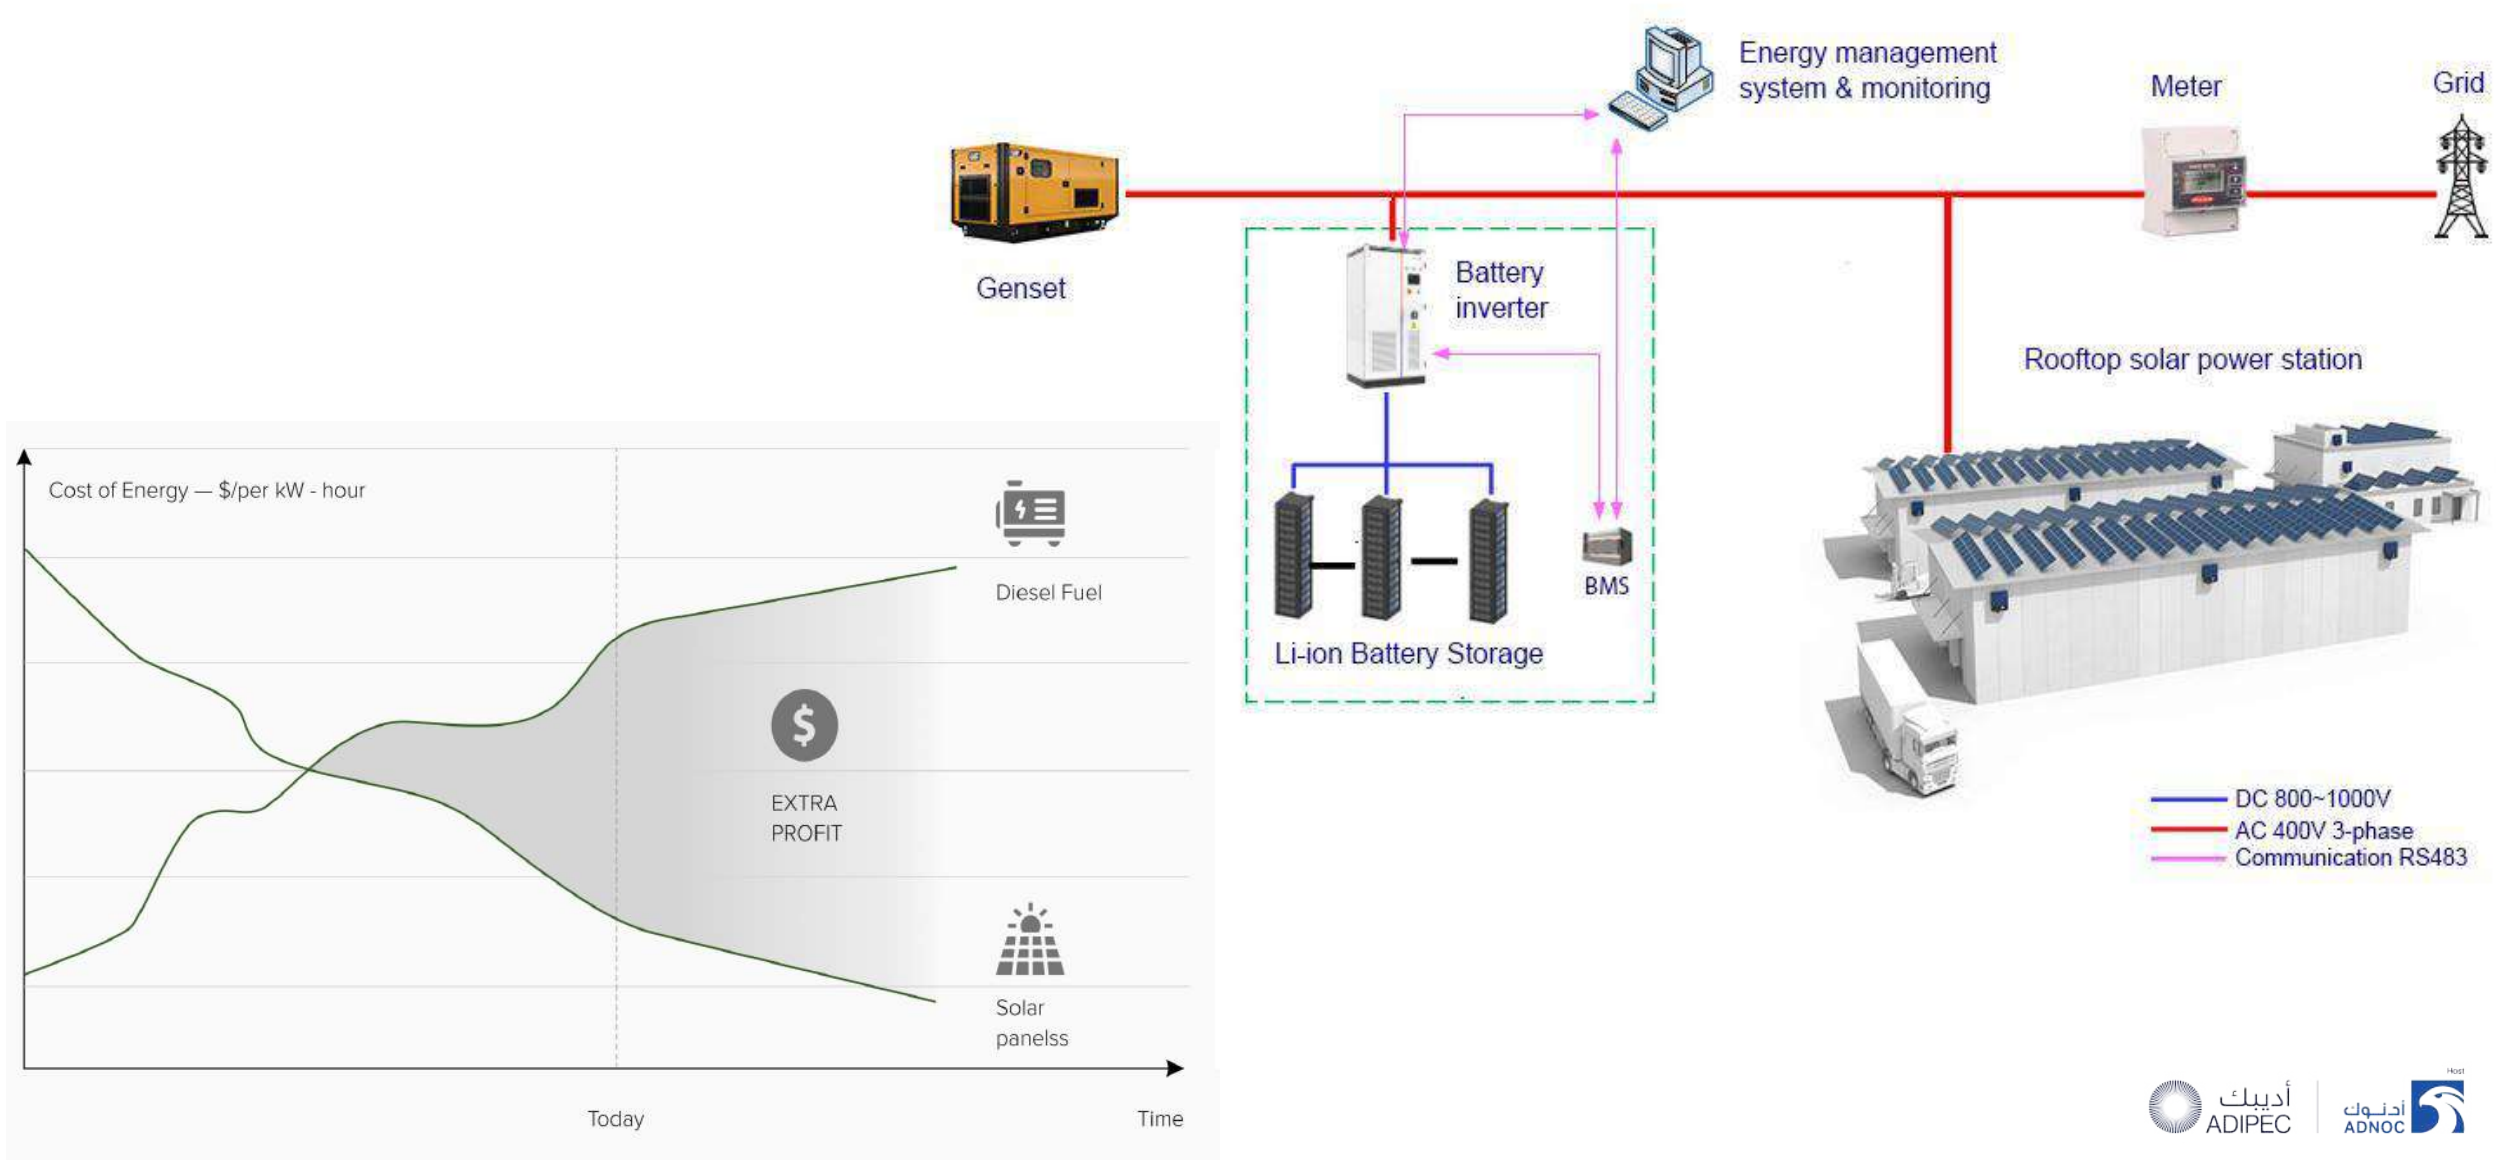 Energy management
system & monitoring
Meter
Grid
Genset
Battery
inverter
Rooftop solar power station
BMS
Li-ion Battery Storage
DC 800~1000V
AC 400V 3-phase
Communication RS483
Cost of Energy — $/per kW - hour
Diesel Fuel
$
EXTRA
PROFIT
Solar
panelss
Today
Time
Host
أديبك
ADIPEC
أدنوك
ADNOC